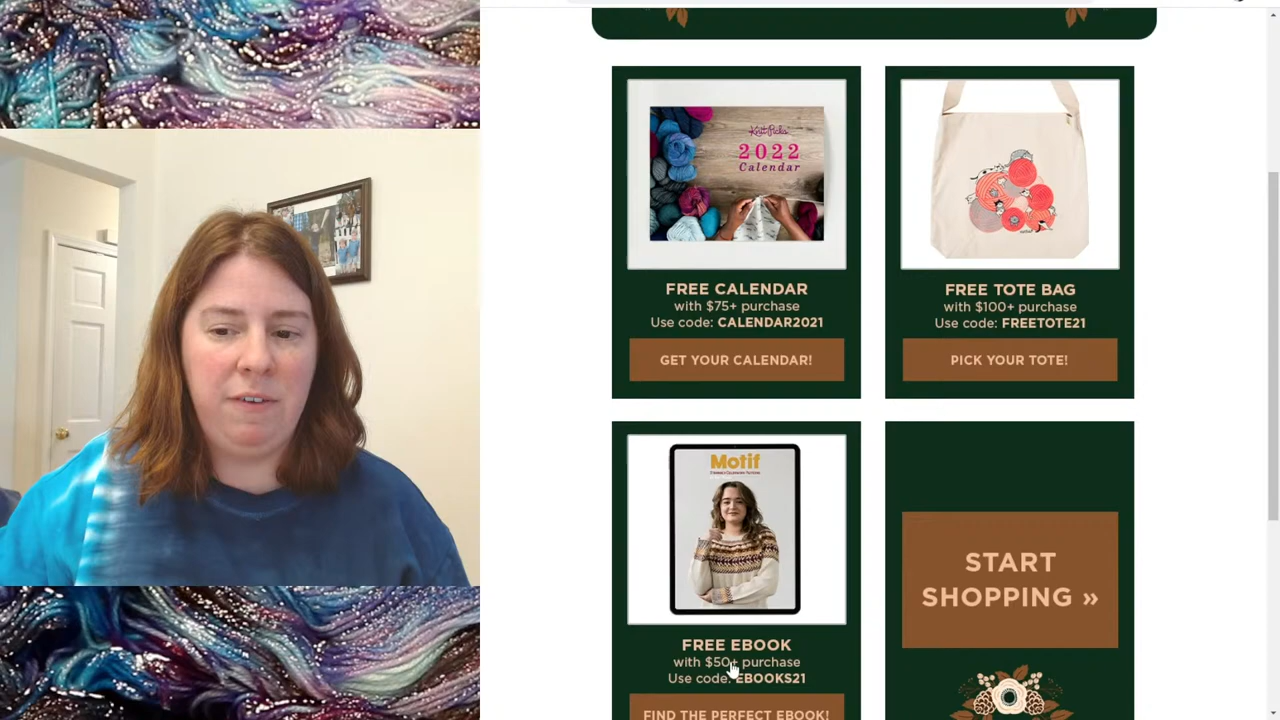 Knit Picks
2022
Calendar
FREE CALENDAR
with $75+ purchase
Use code: CALENDAR2021
GET YOUR CALENDAR!
FREE TOTE BAG
with $100+ purchase
Use code: FREETOTE21
PICK YOUR TOTE!
Motif
FREE EBOOK
with $50+ purchase
Use code: EBOOKS21
FIND THE PERFECT EBOOK!
START
SHOPPING »